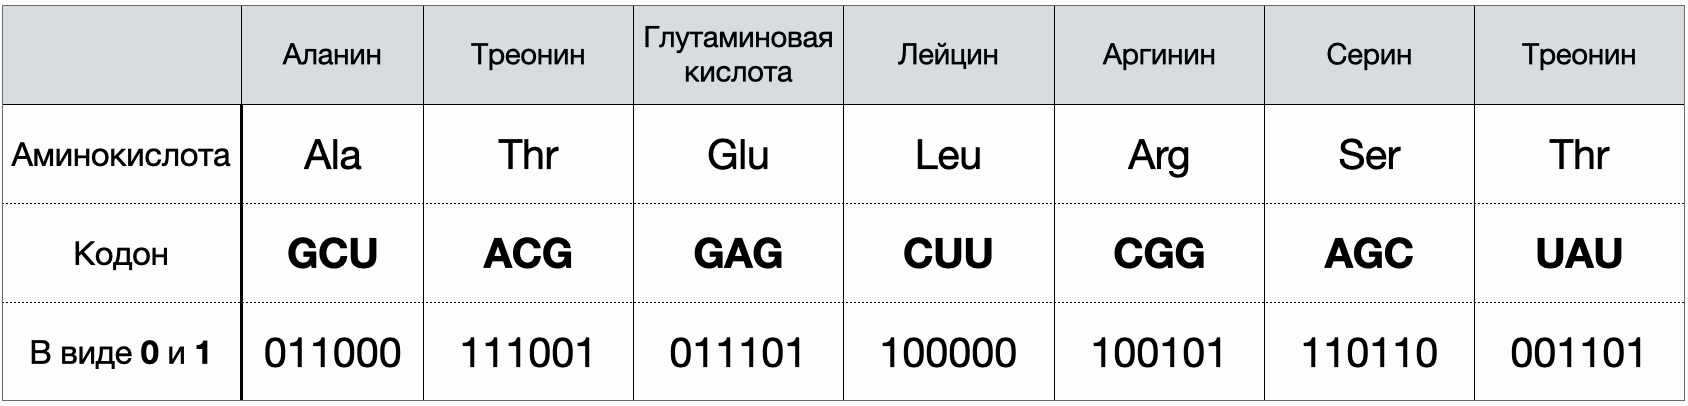 Аланин Треонин Глутаминовая кислота Лейцин Аргинин Серин Треонин
Аминокислота Ala Thr Glu Leu Arg Ser Thr
Кодон GCU ACG GAG CUU CGG AGC UAU
В виде 0 и 1 011000 111001 011101 100000 100101 110110 001101